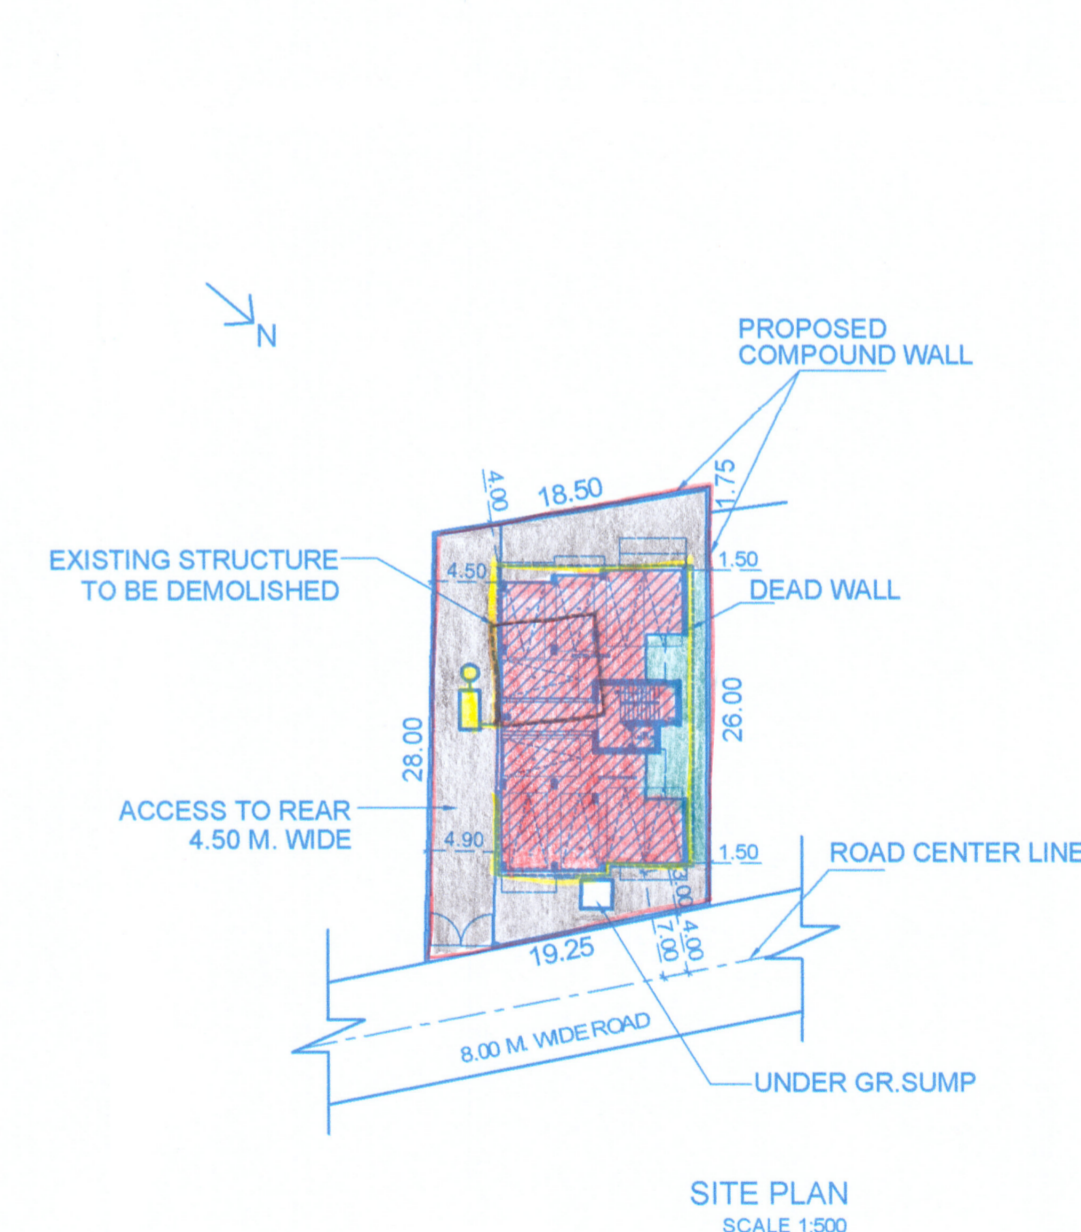 N
PROPOSED
COMPOUND WALL
4.00
18.50
1.75
EXISTING STRUCTURE
TO BE DEMOLISHED
4.50
1.50
DEAD WALL
28.00
26.00
ACCESS TO REAR
4.50 M. WIDE
4.90
1.50
ROAD CENTER LINE
3.00
4.00
7.00
19.25
8.00 M. WIDE ROAD
UNDER GR.SUMP
SITE PLAN
SCALE 1:500